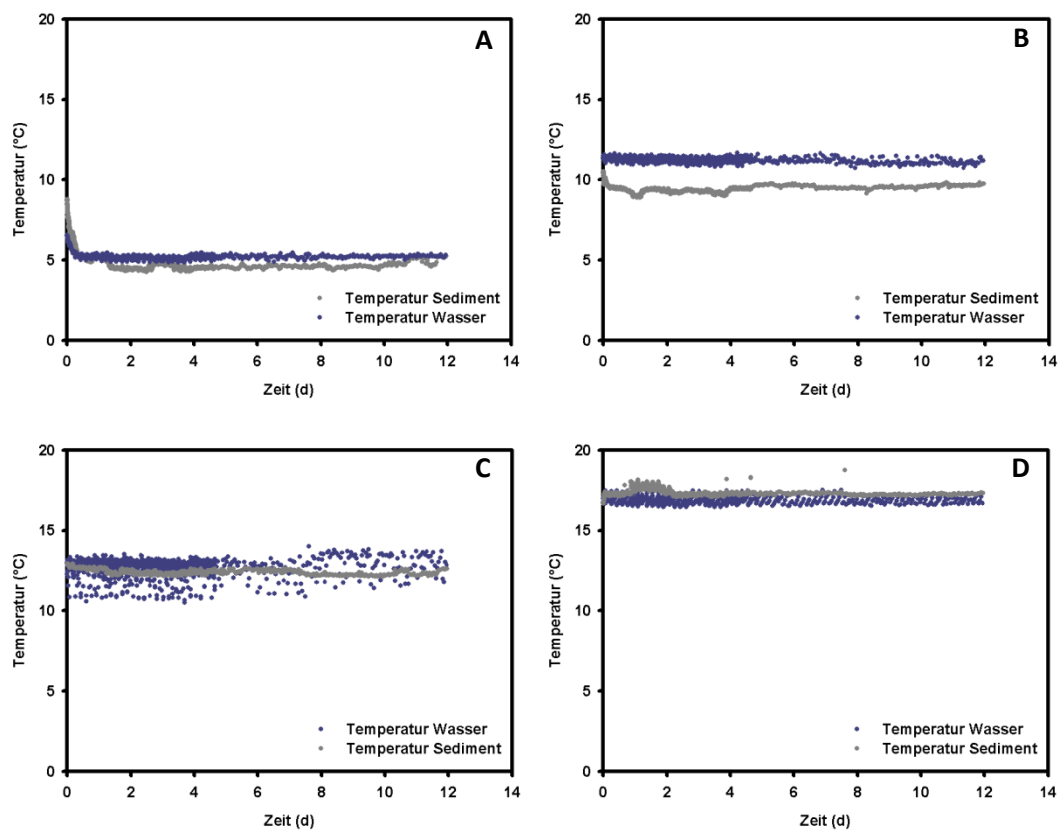 A
20
15
10
5
0
Temperatur (°C)
Temperatur Sediment
Temperatur Wasser
0 2 4 6 8 10 12 14
Zeit (d)
B
20
15
10
5
0
Temperatur (°C)
Temperatur Sediment
Temperatur Wasser
0 2 4 6 8 10 12 14
Zeit (d)
C
20
15
10
5
0
Temperatur (°C)
Temperatur Wasser
Temperatur Sediment
0 2 4 6 8 10 12 14
Zeit (d)
D
20
15
10
5
0
Temperatur (°C)
Temperatur Wasser
Temperatur Sediment
0 2 4 6 8 10 12 14
Zeit (d)